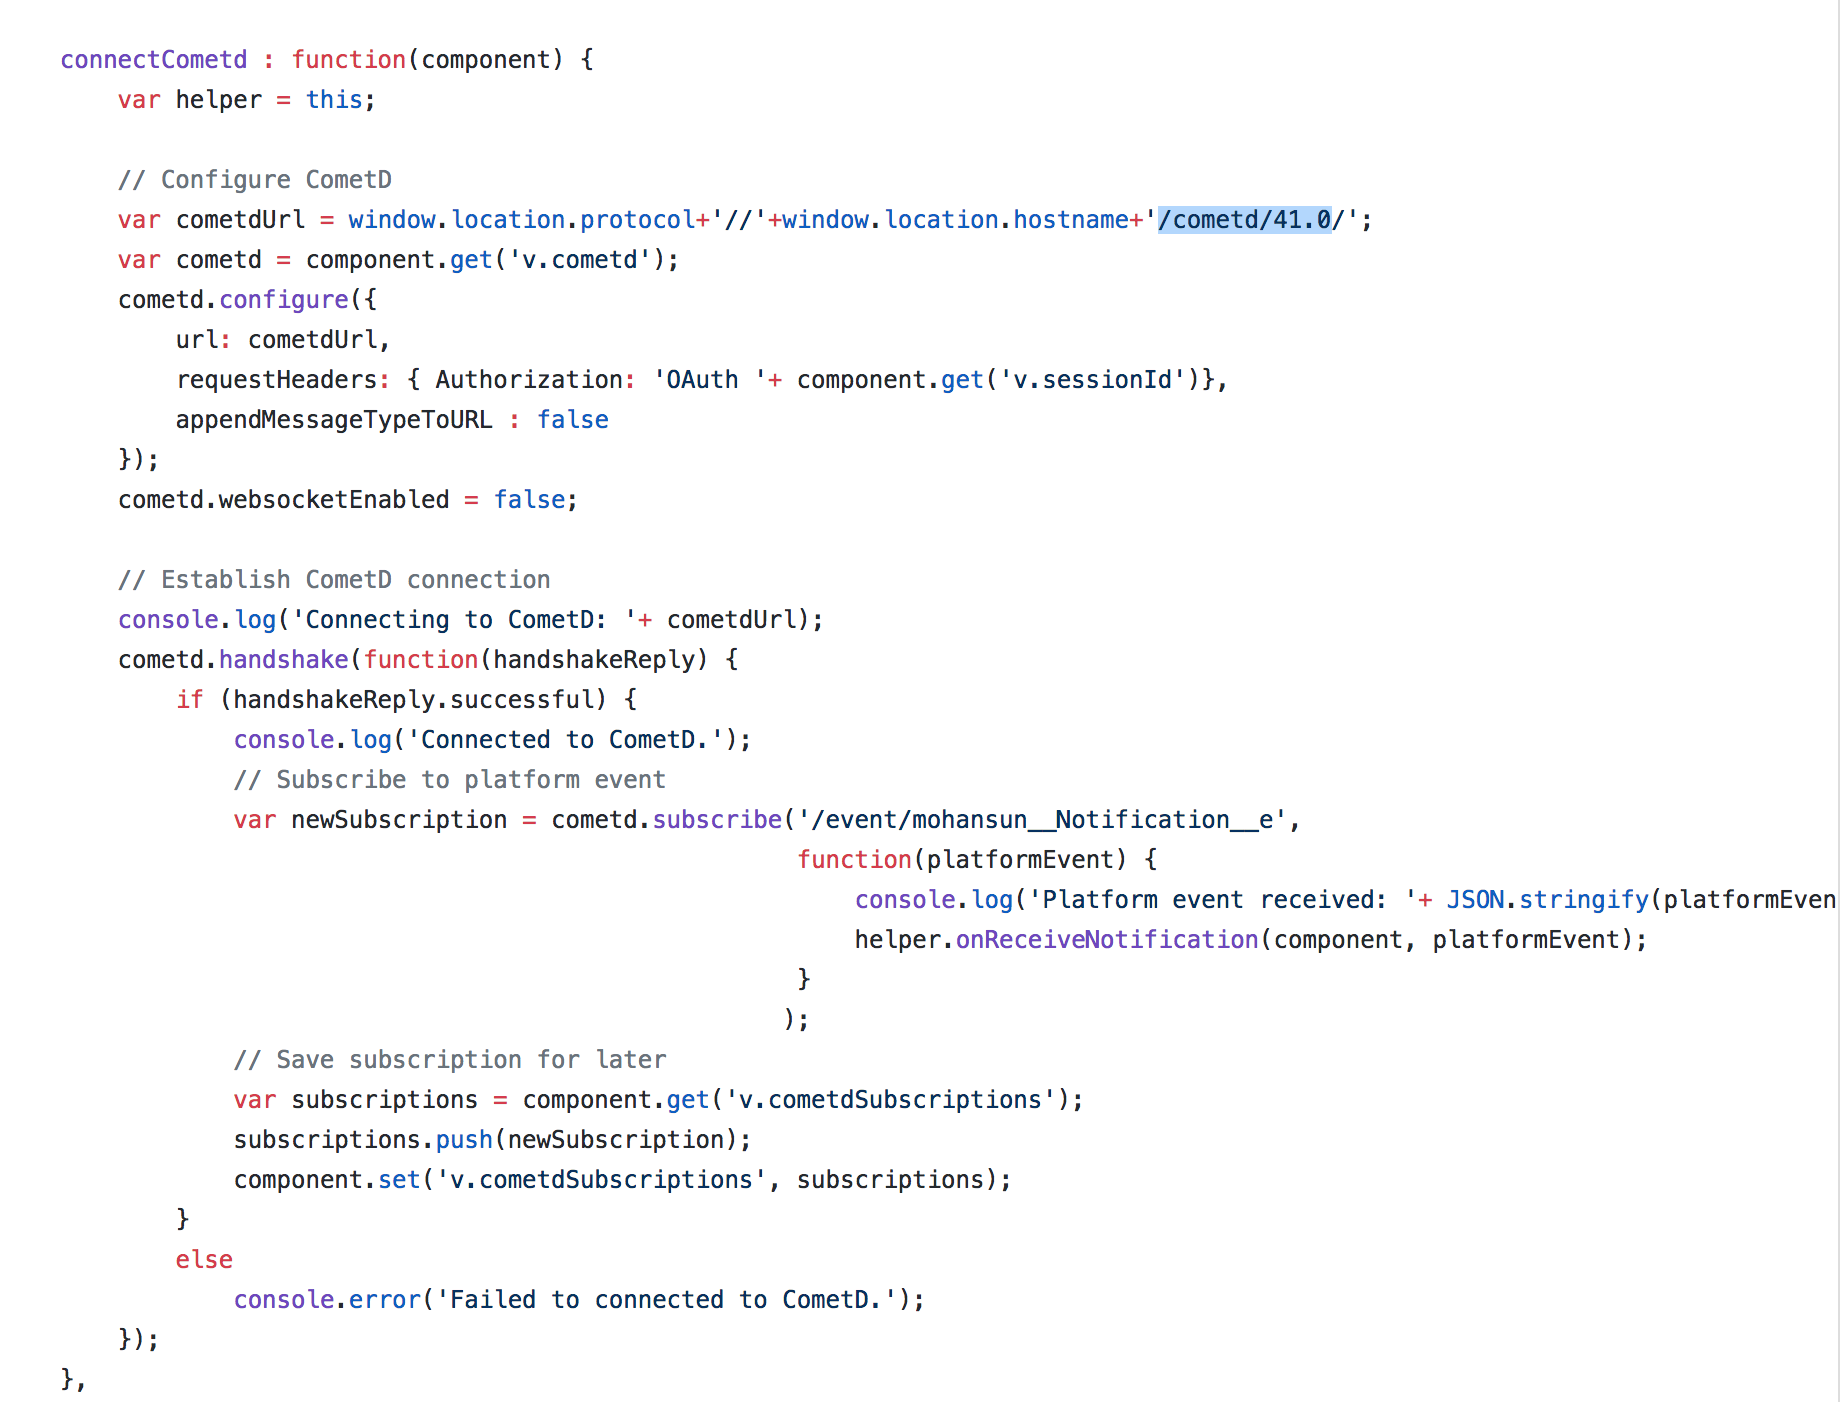 connectCometd : function(component) {
var helper = this;
// Configure CometD
var cometdUrl = window.location.protocol+'//'+window.location.hostname+'/cometd/41.0/';
var cometd = component.get('v.cometd');
cometd.configure({
url: cometdUrl,
requestHeaders: { Authorization: 'OAuth '+ component.get('v.sessionId')},
appendMessageTypeToURL : false
});
cometd.websocketEnabled = false;
// Establish CometD connection
console.log('Connecting to CometD: '+ cometdUrl);
cometd.handshake(function(handshakeReply) {
if (handshakeReply.successful) {
console.log('Connected to CometD.');
// Subscribe to platform event
var newSubscription = cometd.subscribe('/event/mohansun__Notification__e',
function(platformEvent) {
console.log('Platform event received: '+ JSON.stringify(platformEven
helper.onReceiveNotification(component, platformEvent);
}
);
// Save subscription for later
var subscriptions = component.get('v.cometdSubscriptions');
subscriptions.push(newSubscription);
component.set('v.cometdSubscriptions', subscriptions);
}
else
console.error('Failed to connected to CometD.');
});
},